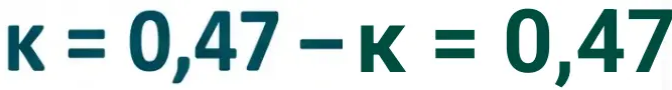 к = 0,47 – к = 0,47